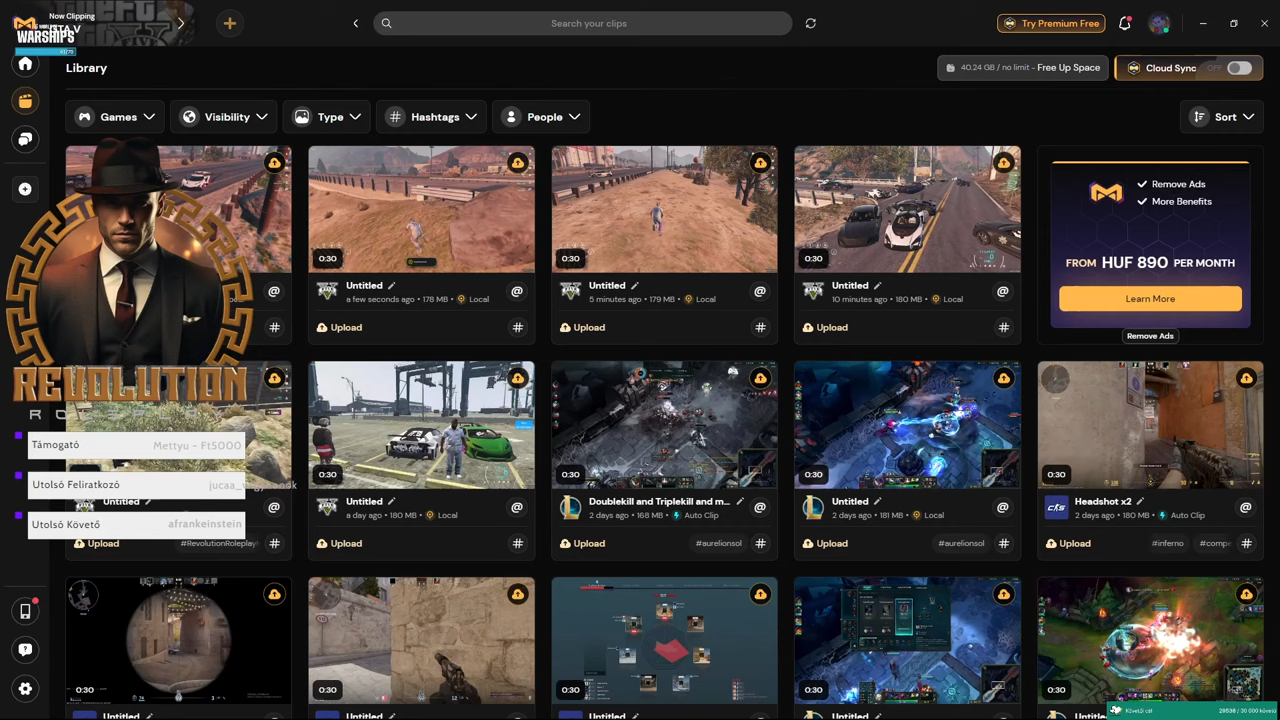 Now Clipping
GTA V
WARSHIPS
41/70
Search your clips
Try Premium Free
Library
40.24 GB / no limit - Free Up Space
Cloud Sync OFF
Games
Visibility
Type
Hashtags
People
Sort
0:30
0:30
0:30
Remove Ads
More Benefits
FROM HUF 890 PER MONTH
Learn More
Remove Ads
Untitled
a few seconds ago • 178 MB • Local
Upload
Untitled
5 minutes ago • 179 MB • Local
Upload
Untitled
10 minutes ago • 180 MB • Local
Upload
REVOLUTION
Támogató Mettyu - Ft5000
Utolsó Feliratkozó
Utolsó Követő afrankeinstein
0:30
0:30
0:30
0:30
Untitled
Upload
#RevolutionRoleplay
Untitled
a day ago • 180 MB • Local
Upload
Doublekill and Triplekill and m...
2 days ago • 168 MB • Auto Clip
Upload
#aurelionsol
Untitled
2 days ago • 181 MB • Local
Upload
#aurelionsol
Headshot x2
2 days ago • 180 MB • Auto Clip
Upload
#inferno
#compe
0:30
0:30
0:30
0:30
0:30
Untitled
Untitled
Untitled
Untitled
Untitled
Követői cél